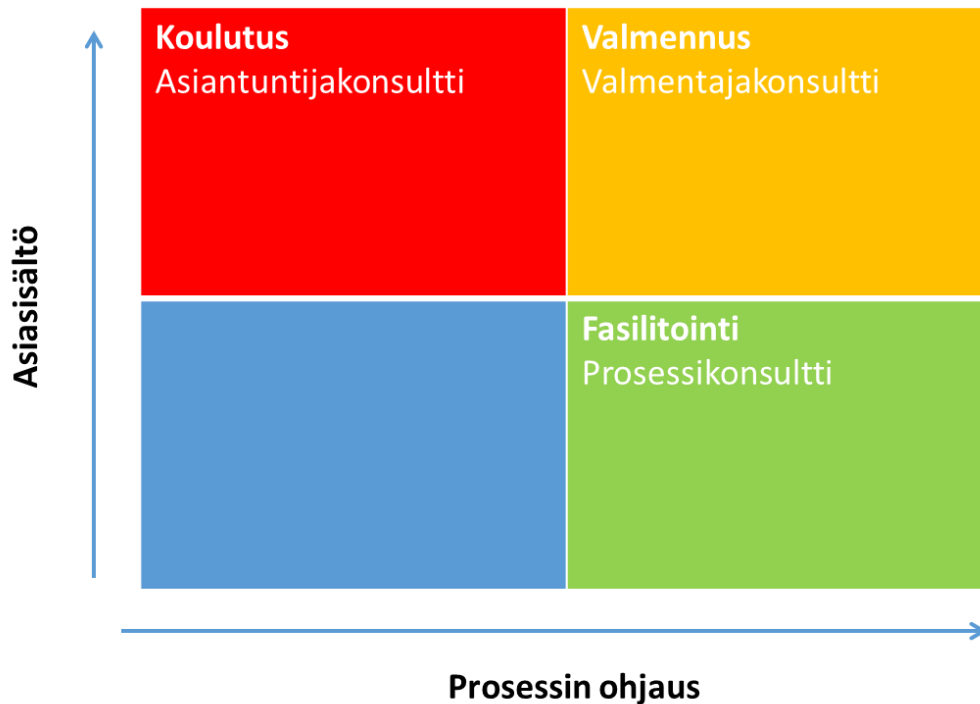 Koulutus
Asiantuntijakonsultti
Valmennus
Valmentajakonsultti
Asiasisältö
Fasilitointi
Prosessikonsultti
Prosessin ohjaus